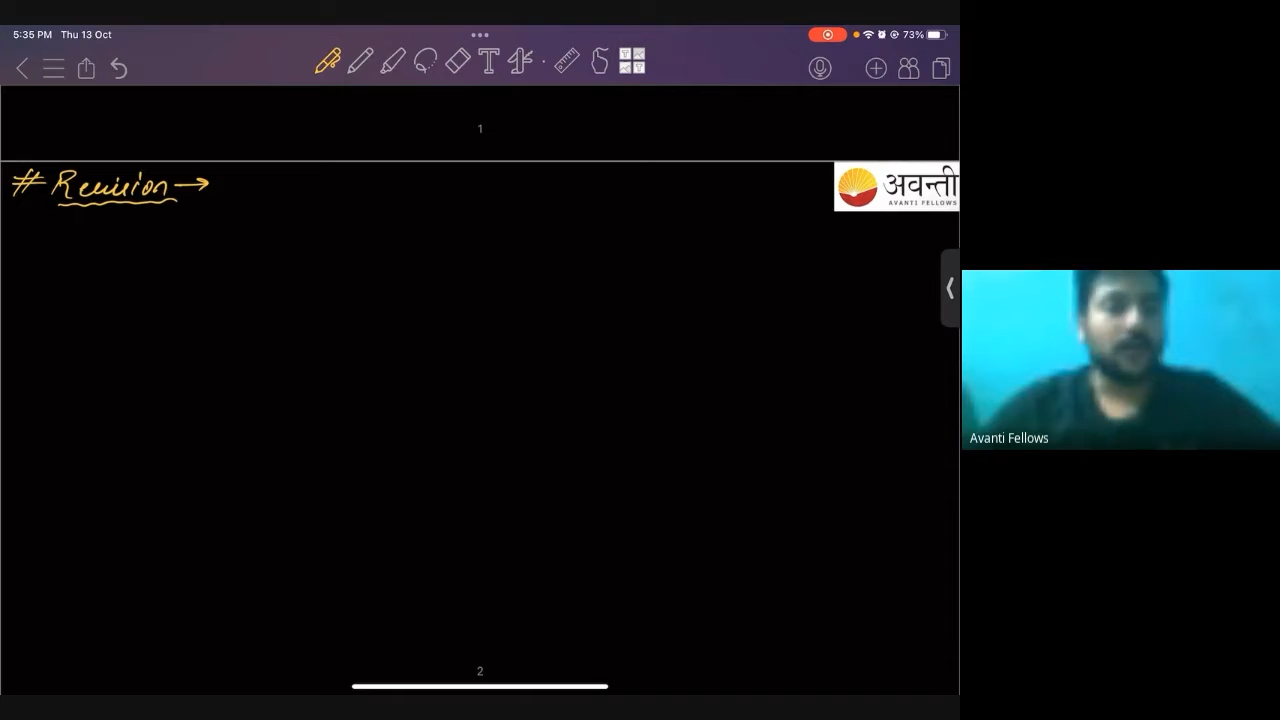 5:35 PM Thu 13 Oct
73%
1
# Revision →
अवन्ती
AVANTI FELLOWS
Avanti Fellows
2